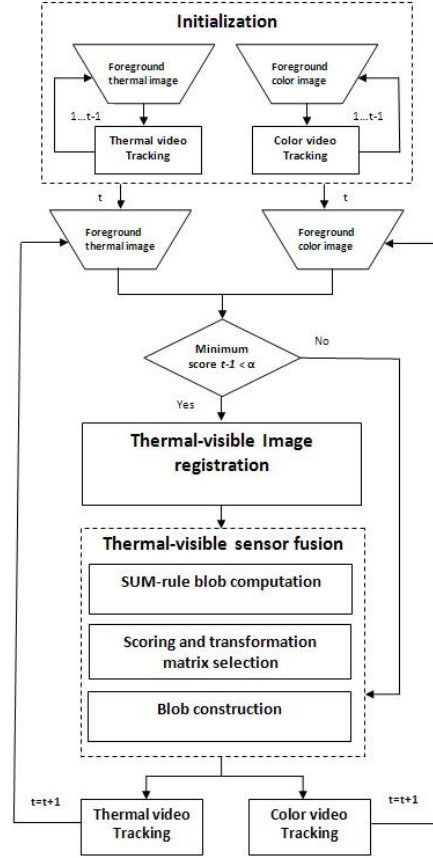 Initialization
Foreground
thermal image
Foreground
color image
1...t-1
1...t-1
Thermal video
Tracking
Color video
Tracking
t
t
Foreground
thermal image
Foreground
color image
Minimum
score t-1 < α
No
Yes
Thermal-visible Image
registration
Thermal-visible sensor fusion
SUM-rule blob computation
Scoring and transformation
matrix selection
Blob construction
t=t+1
t=t+1
Thermal video
Tracking
Color video
Tracking